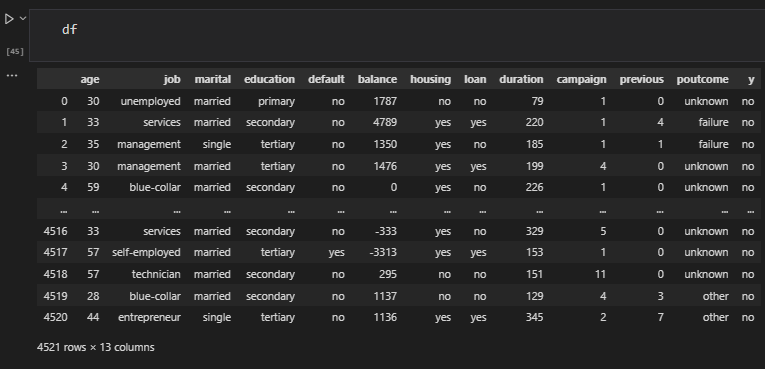 df
[45]
...
age job marital education default balance housing loan duration campaign previous poutcome y
0 30 unemployed married primary no 1787 no no 79 1 0 unknown no
1 33 services married secondary no 4789 yes yes 220 1 4 failure no
2 35 management single tertiary no 1350 yes no 185 1 1 failure no
3 30 management married tertiary no 1476 yes yes 199 4 0 unknown no
4 59 blue-collar married secondary no 0 yes no 226 1 0 unknown no
... ... ... ... ... ... ... ... ... ... ... ... ... ...
4516 33 services married secondary no -333 yes no 329 5 0 unknown no
4517 57 self-employed married tertiary yes -3313 yes yes 153 1 0 unknown no
4518 57 technician married secondary no 295 no no 151 11 0 unknown no
4519 28 blue-collar married secondary no 1137 no no 129 4 3 other no
4520 44 entrepreneur single tertiary no 1136 yes yes 345 2 7 other no
4521 rows × 13 columns